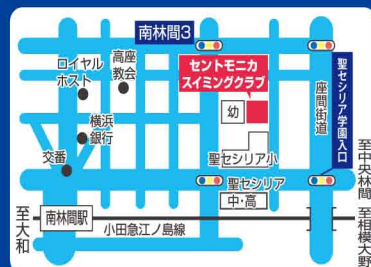 南林間3
セントモニカ
スイミングクラブ
ロイヤル
ホスト
高座
教会
幼
座間街道
聖セシリア学園入口
横浜
銀行
聖セシリア小
交番
聖セシリア
中・高
至中央林間
至大和
南林間駅
小田急江ノ島線
至相模大野